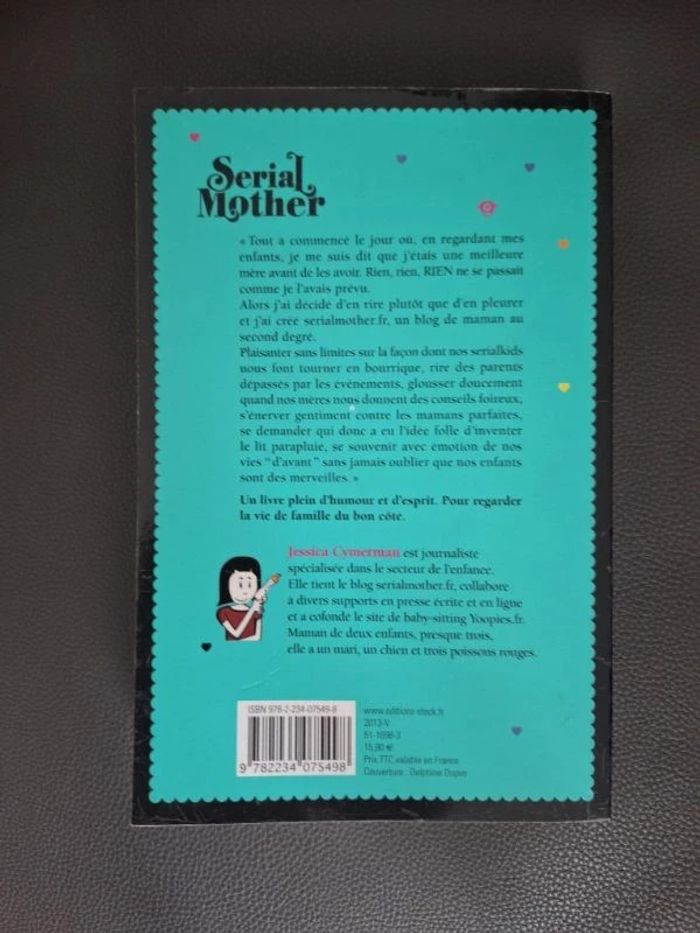 Serial
Mother
« Tout a commencé le jour où, en regardant mes
enfants, je me suis dit que j'étais une meilleure
mère avant de les avoir. Rien, rien, RIEN ne se passait
comme je l'avais prévu.
Alors j'ai décidé d'en rire plutôt que d'en pleurer
et j'ai créé serialmother.fr, un blog de maman au
second degré.
Plaisanter sans limites sur la façon dont nos serialkids
nous font tourner en bourrique, rire des parents
dépassés par les événements, glousser doucement
quand nos mères nous donnent des conseils foireux,
s'énerver gentiment contre les mamans parfaites,
se demander qui donc a eu l'idée folle d'inventer
le lit parapluie, se souvenir avec émotion de nos
vies "d'avant" sans jamais oublier que nos enfants
sont des merveilles. »
Un livre plein d'humour et d'esprit. Pour regarder
la vie de famille du bon côté.
Jessica Cymerman est journaliste
spécialisée dans le secteur de l'enfance.
Elle tient le blog serialmother.fr, collabore
à divers supports en presse écrite et en ligne
et a cofondé le site de baby-sitting Yoopies.fr.
Maman de deux enfants, presque trois,
elle a un mari, un chien et trois poissons rouges.
ISBN 978-2-234-07549-8
9 782234 075498
www.editions-stock.fr
2013-V
51-1698-3
15,90 €
Prix TTC valable en France
Couverture : Delphine Dupuy